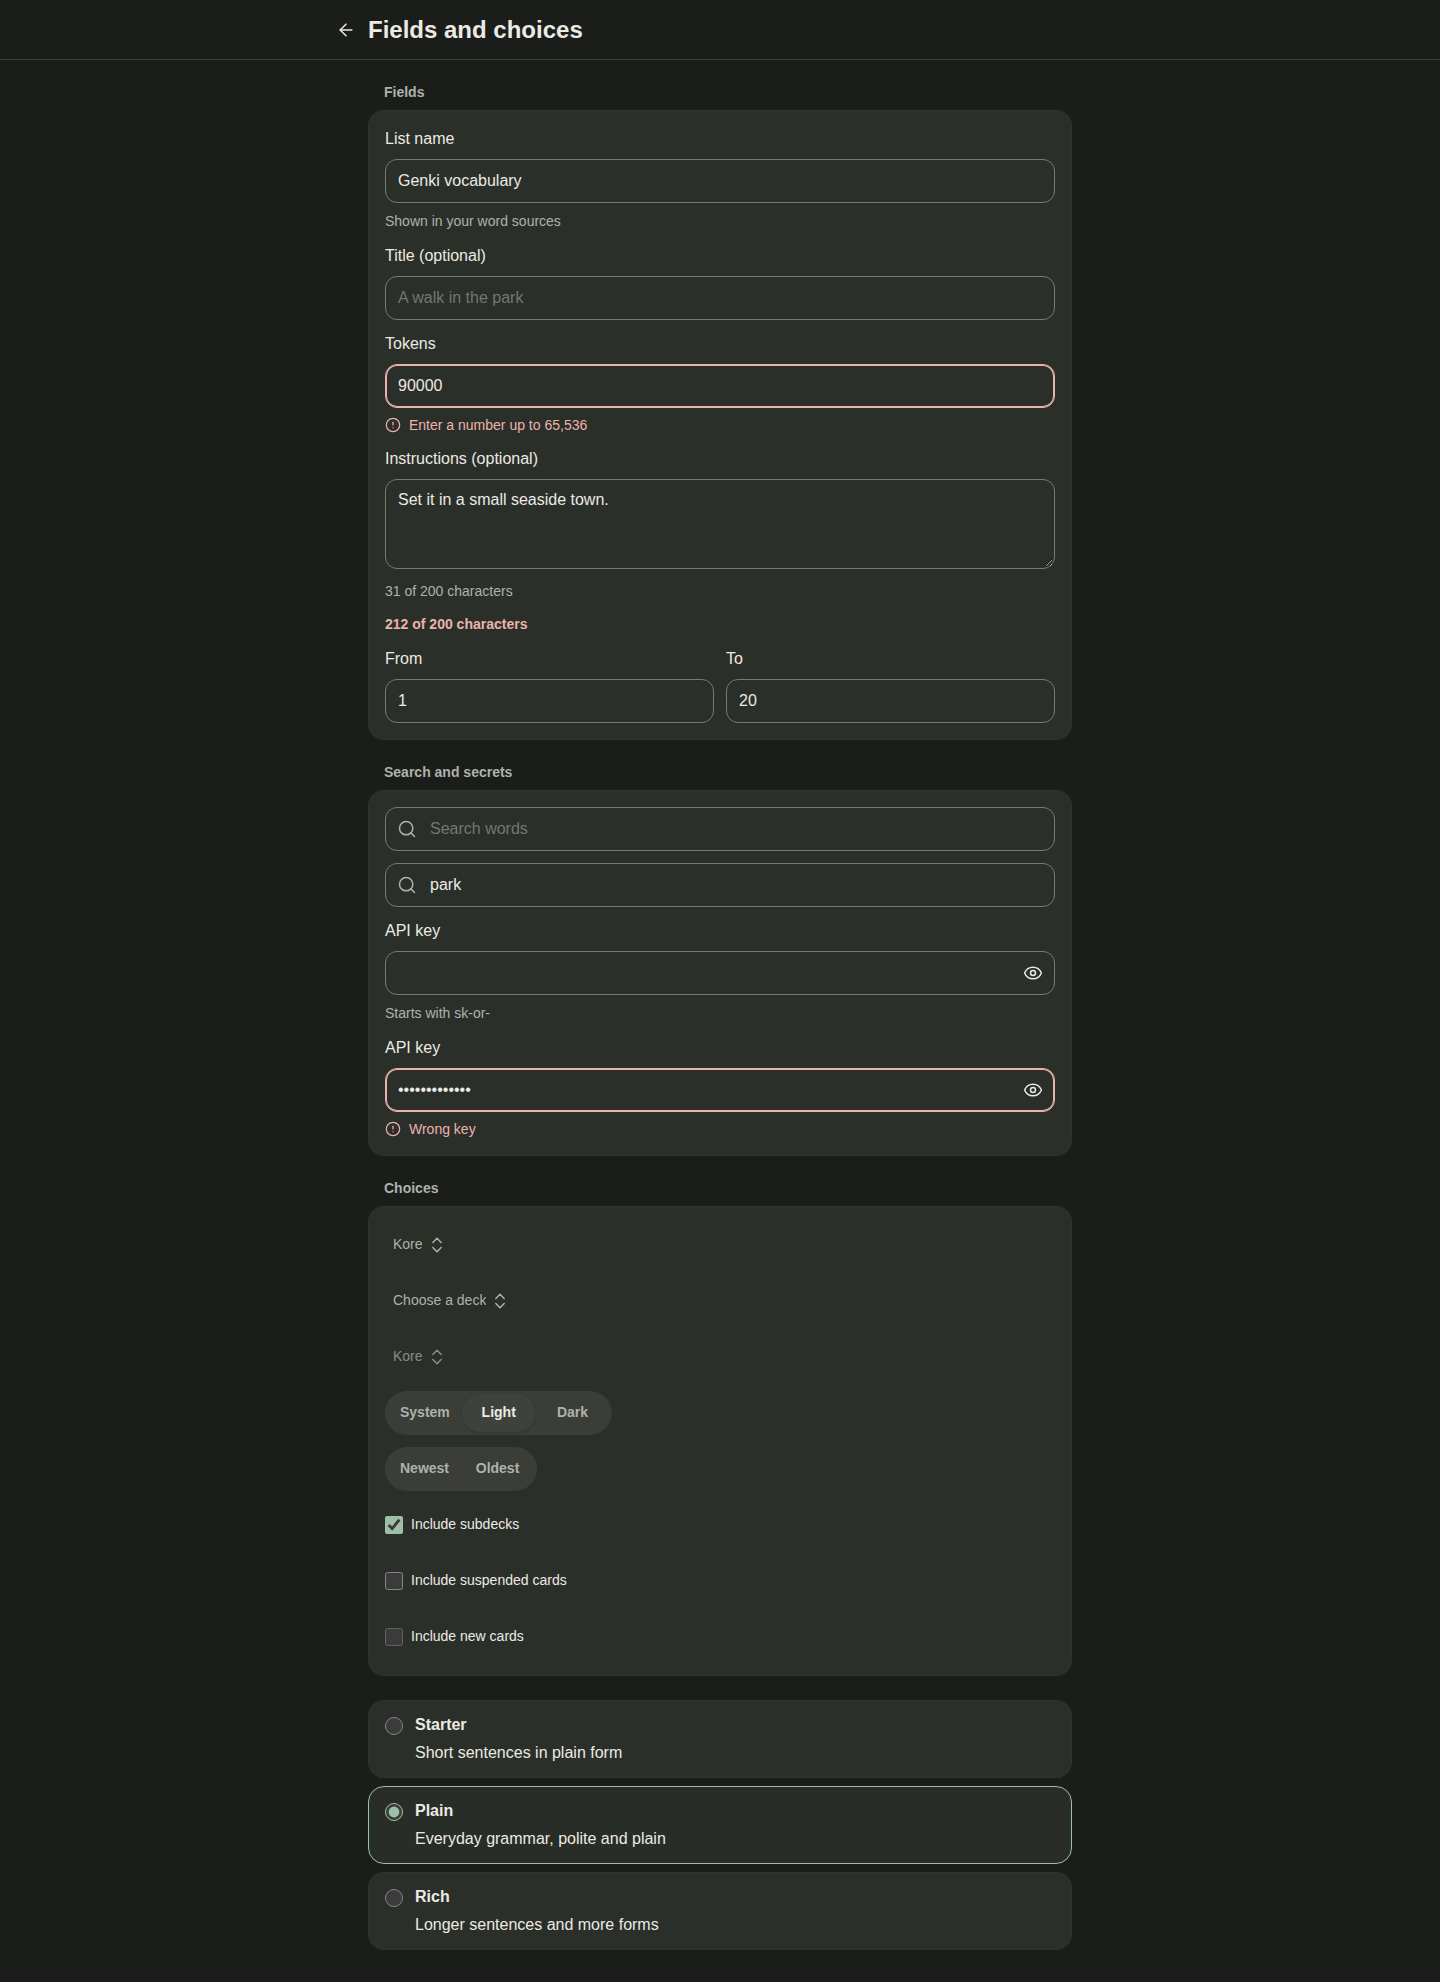 Fields and choices
Fields
List name
Genki vocabulary
Shown in your word sources
Title (optional)
A walk in the park
Tokens
90000
Enter a number up to 65,536
Instructions (optional)
Set it in a small seaside town.
31 of 200 characters
212 of 200 characters
From To
1 20
Search and secrets
Search words
park
API key
Starts with sk-or-
API key
•••••••••••••
Wrong key
Choices
Kore
Choose a deck
Kore
System Light Dark
Newest Oldest
Include subdecks
Include suspended cards
Include new cards
Starter
Short sentences in plain form
Plain
Everyday grammar, polite and plain
Rich
Longer sentences and more forms